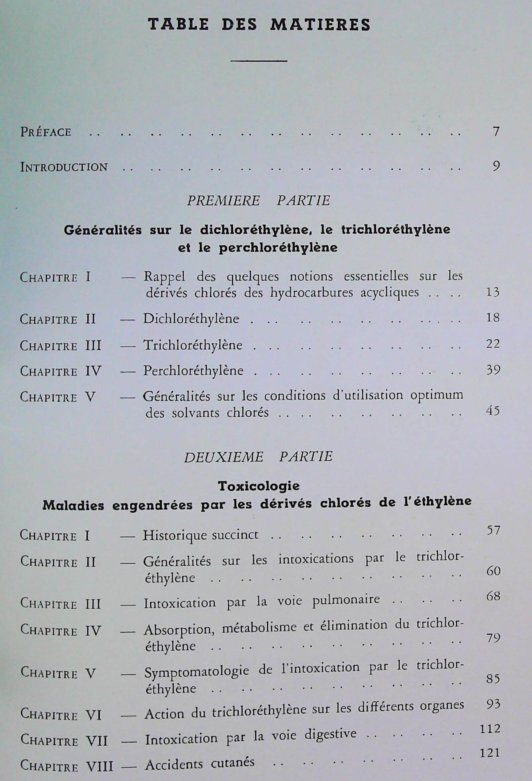 TABLE DES MATIERES
PRÉFACE .. .. .. .. .. .. .. .. .. .. .. .. .. 7
INTRODUCTION .. .. .. .. .. .. .. .. .. .. .. .. 9
PREMIERE PARTIE
Généralités sur le dichloréthylène, le trichloréthylène
et le perchloréthylène
CHAPITRE I — Rappel des quelques notions essentielles sur les
dérivés chlorés des hydrocarbures acycliques .. .. 13
CHAPITRE II — Dichloréthylène . .. .. .. .. .. .. .. 18
CHAPITRE III — Trichloréthylène . .. .. .. .. .. .. .. 22
CHAPITRE IV — Perchloréthylène . .. .. .. .. .. .. .. 39
CHAPITRE V — Généralités sur les conditions d'utilisation optimum
des solvants chlorés .. .. .. .. .. .. .. 45
DEUXIEME PARTIE
Toxicologie
Maladies engendrées par les dérivés chlorés de l'éthylène
CHAPITRE I — Historique succinct .. .. .. .. .. .. .. 57
CHAPITRE II — Généralités sur les intoxications par le trichlor-
éthylène .. .. .. .. .. .. .. .. .. 60
CHAPITRE III — Intoxication par la voie pulmonaire .. .. .. 68
CHAPITRE IV — Absorption, métabolisme et élimination du trichlor-
éthylène .. .. .. .. .. .. .. .. .. 79
CHAPITRE V — Symptomatologie de l'intoxication par le trichlor-
éthylène .. .. .. .. .. .. .. .. .. 85
CHAPITRE VI — Action du trichloréthylène sur les différents organes 93
CHAPITRE VII — Intoxication par la voie digestive .. .. .. .. 112
CHAPITRE VIII — Accidents cutanés .. .. .. .. .. .. .. 121